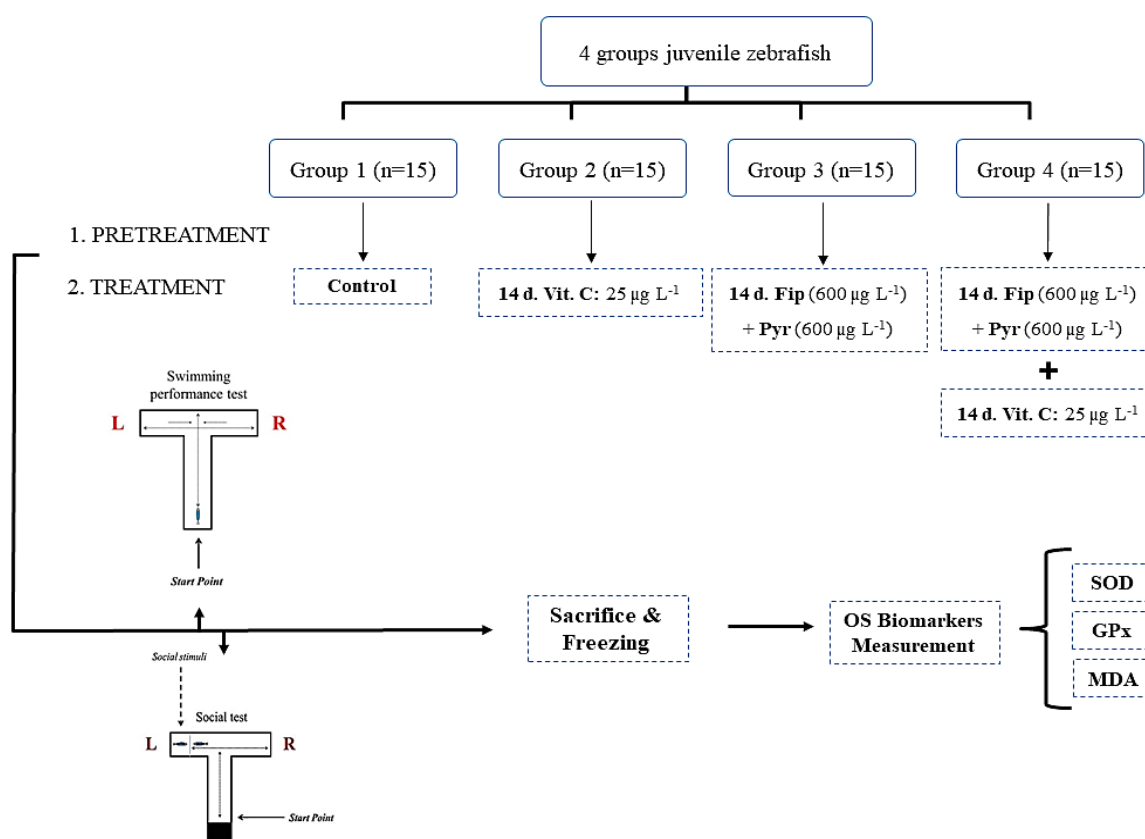 4 groups juvenile zebrafish
Group 1 (n=15)
Group 2 (n=15)
Group 3 (n=15)
Group 4 (n=15)
1. PRETREATMENT
2. TREATMENT
Control
14 d. Vit. C: 25 µg L⁻¹
14 d. Fip (600 µg L⁻¹)
+ Pyr (600 µg L⁻¹)
14 d. Fip (600 µg L⁻¹)
+ Pyr (600 µg L⁻¹)
+
14 d. Vit. C: 25 µg L⁻¹
Swimming
performance test
L
R
Start Point
Social stimuli
Social test
L
R
Start Point
Sacrifice &
Freezing
OS Biomarkers
Measurement
SOD
GPx
MDA